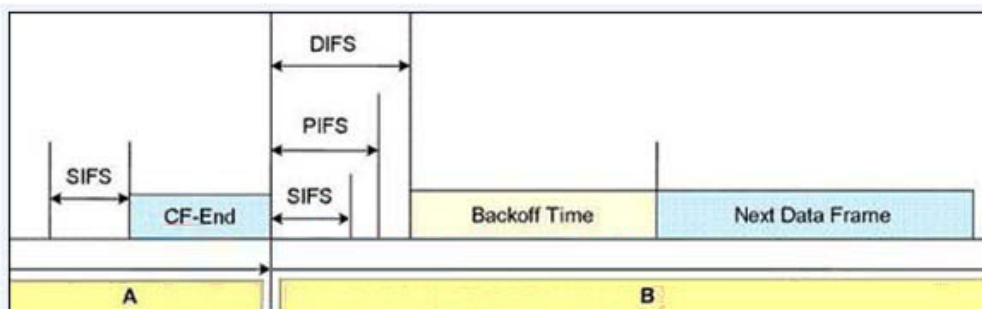 DIFS
PIFS
SIFS
SIFS
CF-End
Backoff Time
Next Data Frame
A
B